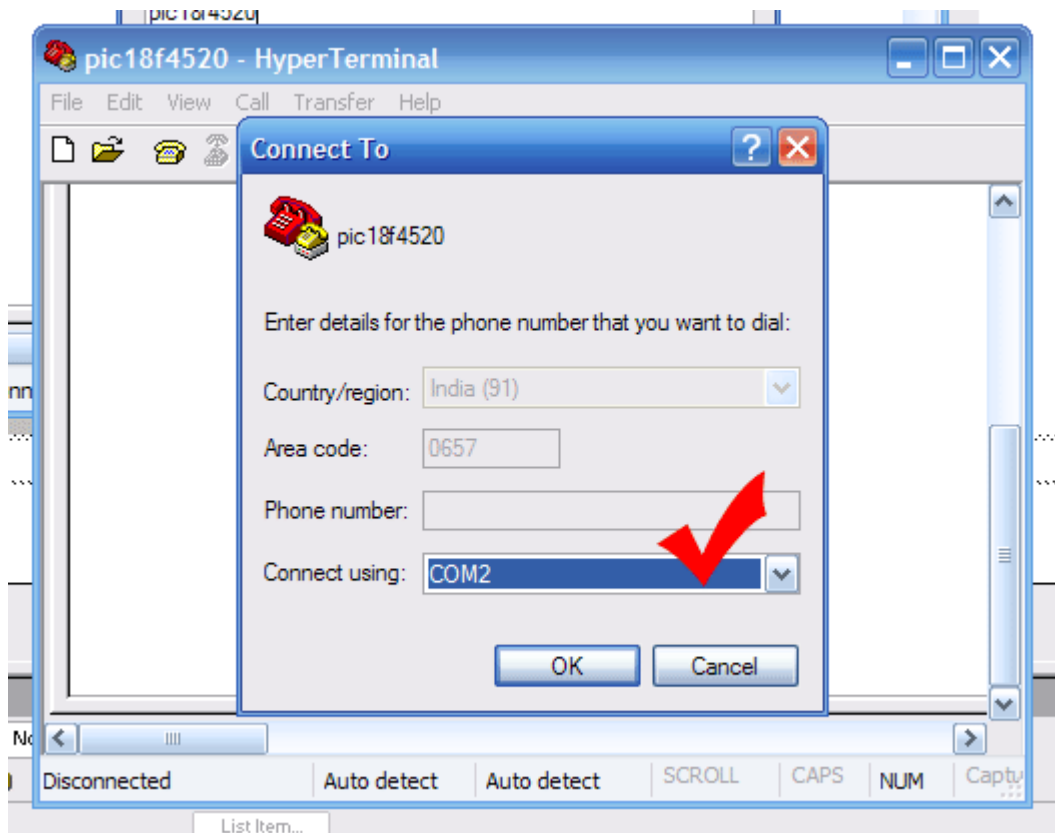 pic18f4520
pic18f4520 - HyperTerminal
File Edit View Call Transfer Help
Connect To
pic18f4520
Enter details for the phone number that you want to dial:
Country/region: India (91)
Area code: 0657
Phone number:
Connect using: COM2
OK Cancel
Disconnected Auto detect Auto detect SCROLL CAPS NUM Captu
List Item...